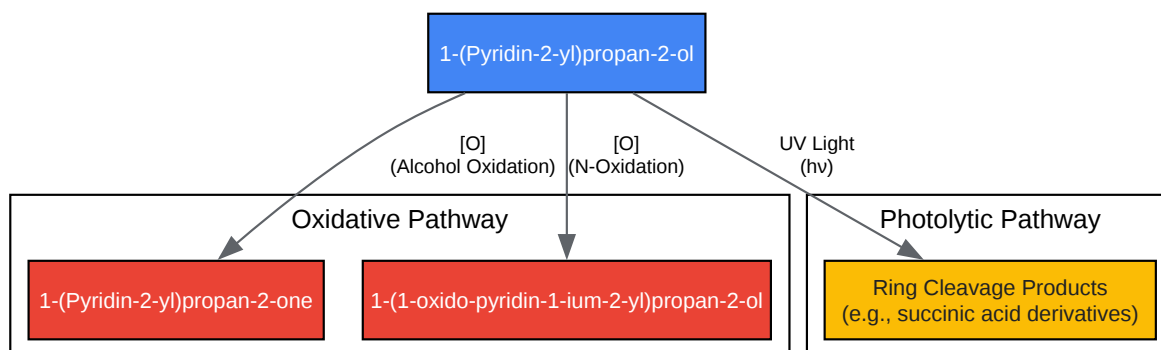 1-(Pyridin-2-yl)propan-2-ol
[O]
(Alcohol Oxidation)
[O]
(N-Oxidation)
UV Light
(hν)
Oxidative Pathway
Photolytic Pathway
1-(Pyridin-2-yl)propan-2-one
1-(1-oxido-pyridin-1-ium-2-yl)propan-2-ol
Ring Cleavage Products
(e.g., succinic acid derivatives)